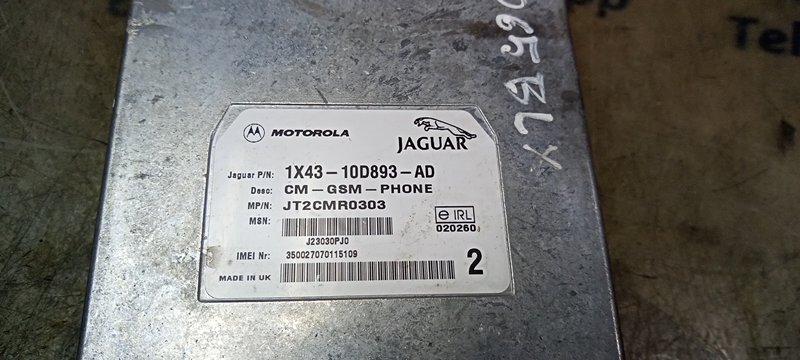 MOTOROLA
JAGUAR
Jaguar P/N: 1X43-10D893-AD
Desc: CM-GSM-PHONE
MP/N: JT2CMR0303
MSN:
J23030PJ0
e IRL
020260
IMEI Nr: 350027070115109
MADE IN UK
2